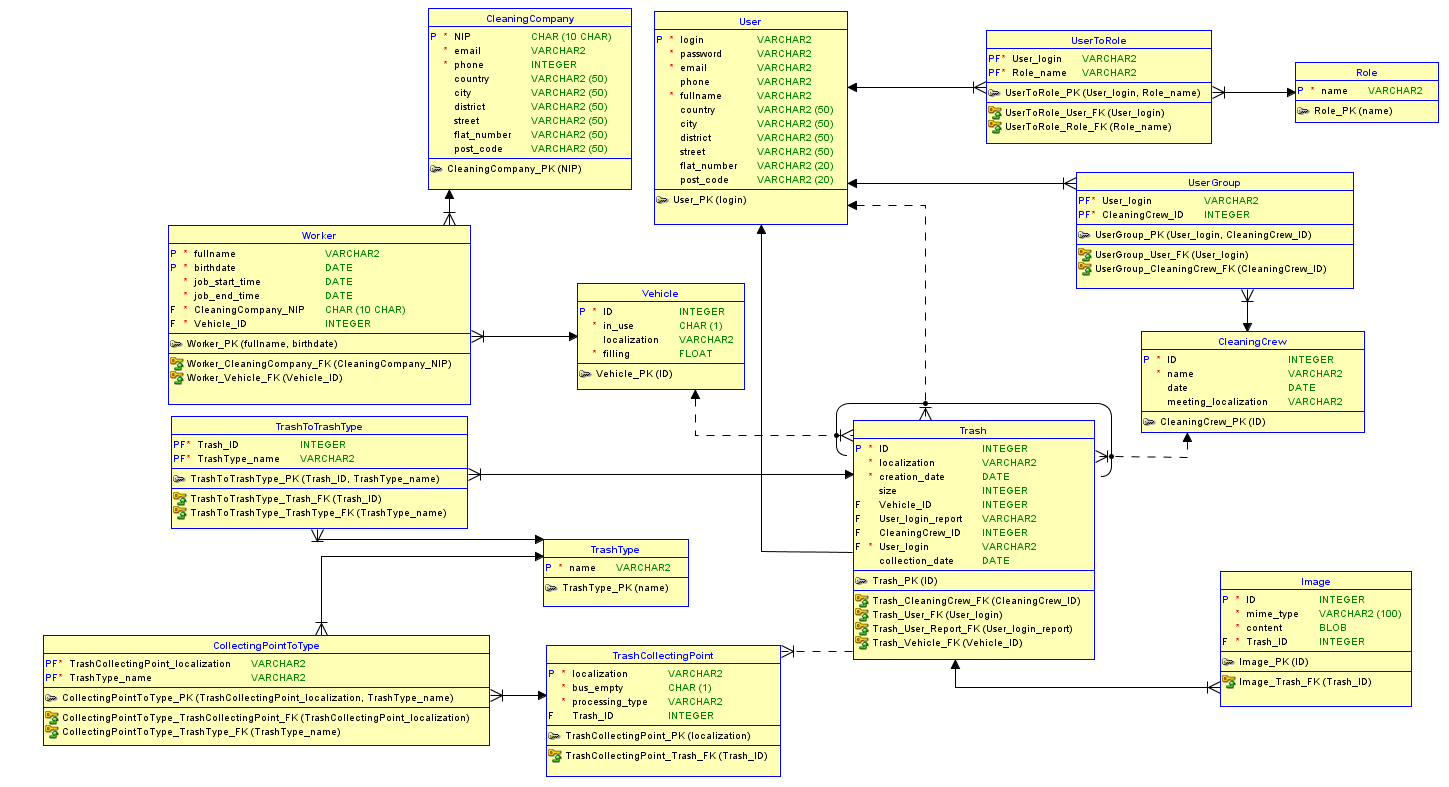 CleaningCompany
P * NIP CHAR (10 CHAR)
* email VARCHAR2
* phone INTEGER
country VARCHAR2 (50)
city VARCHAR2 (50)
district VARCHAR2 (50)
street VARCHAR2 (50)
flat_number VARCHAR2 (50)
post_code VARCHAR2 (50)
CleaningCompany_PK (NIP)
User
P * login VARCHAR2
* password VARCHAR2
* email VARCHAR2
phone VARCHAR2
* fullname VARCHAR2
country VARCHAR2 (50)
city VARCHAR2 (50)
district VARCHAR2 (50)
street VARCHAR2 (50)
flat_number VARCHAR2 (20)
post_code VARCHAR2 (20)
User_PK (login)
UserToRole
PF* User_login VARCHAR2
PF* Role_name VARCHAR2
UserToRole_PK (User_login, Role_name)
UserToRole_User_FK (User_login)
UserToRole_Role_FK (Role_name)
Role
P * name VARCHAR2
Role_PK (name)
UserGroup
PF* User_login VARCHAR2
PF* CleaningCrew_ID INTEGER
UserGroup_PK (User_login, CleaningCrew_ID)
UserGroup_User_FK (User_login)
UserGroup_CleaningCrew_FK (CleaningCrew_ID)
Worker
P * fullname VARCHAR2
P * birthdate DATE
* job_start_time DATE
* job_end_time DATE
F * CleaningCompany_NIP CHAR (10 CHAR)
F * Vehicle_ID INTEGER
Worker_PK (fullname, birthdate)
Worker_CleaningCompany_FK (CleaningCompany_NIP)
Worker_Vehicle_FK (Vehicle_ID)
Vehicle
P * ID INTEGER
* in_use CHAR (1)
localization VARCHAR2
* filling FLOAT
Vehicle_PK (ID)
CleaningCrew
P * ID INTEGER
* name VARCHAR2
date DATE
meeting_localization VARCHAR2
CleaningCrew_PK (ID)
TrashToTrashType
PF* Trash_ID INTEGER
PF* TrashType_name VARCHAR2
TrashToTrashType_PK (Trash_ID, TrashType_name)
TrashToTrashType_Trash_FK (Trash_ID)
TrashToTrashType_TrashType_FK (TrashType_name)
Trash
P * ID INTEGER
* localization VARCHAR2
* creation_date DATE
size INTEGER
F Vehicle_ID INTEGER
F User_login_report VARCHAR2
F CleaningCrew_ID INTEGER
F * User_login VARCHAR2
collection_date DATE
Trash_PK (ID)
Trash_CleaningCrew_FK (CleaningCrew_ID)
Trash_User_FK (User_login)
Trash_User_Report_FK (User_login_report)
Trash_Vehicle_FK (Vehicle_ID)
TrashType
P * name VARCHAR2
TrashType_PK (name)
Image
P * ID INTEGER
* mime_type VARCHAR2 (100)
* content BLOB
F * Trash_ID INTEGER
Image_PK (ID)
Image_Trash_FK (Trash_ID)
CollectingPointToType
PF* TrashCollectingPoint_localization VARCHAR2
PF* TrashType_name VARCHAR2
CollectingPointToType_PK (TrashCollectingPoint_localization, TrashType_name)
CollectingPointToType_TrashCollectingPoint_FK (TrashCollectingPoint_localization)
CollectingPointToType_TrashType_FK (TrashType_name)
TrashCollectingPoint
P * localization VARCHAR2
* bus_empty CHAR (1)
* processing_type VARCHAR2
F Trash_ID INTEGER
TrashCollectingPoint_PK (localization)
TrashCollectingPoint_Trash_FK (Trash_ID)